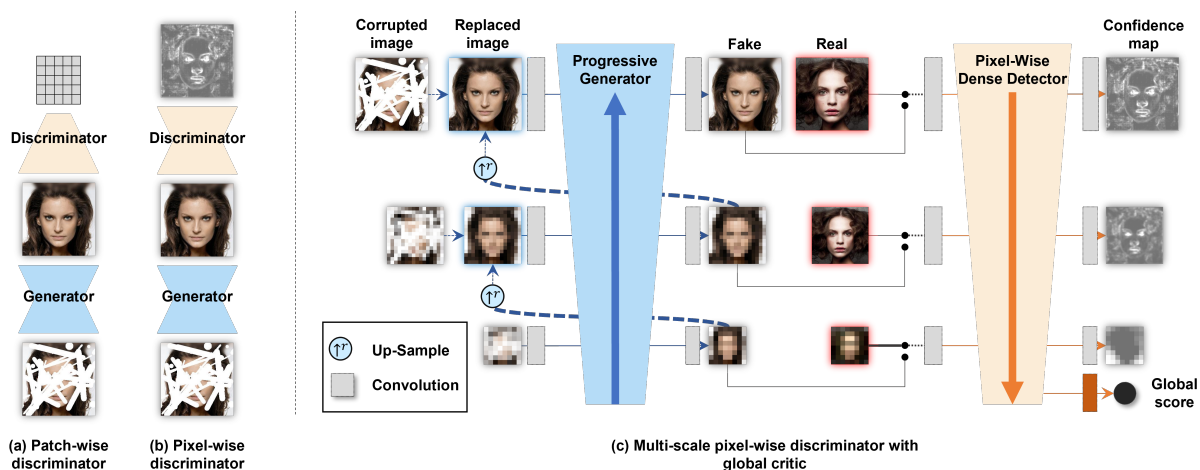 Discriminator
Generator
(a) Patch-wise
discriminator
Discriminator
Generator
(b) Pixel-wise
discriminator
Corrupted
image
Replaced
image
Progressive
Generator
Fake
Real
Pixel-Wise
Dense Detector
Confidence
map
↑r
↑r
↑r
Up-Sample
Convolution
Global
score
(c) Multi-scale pixel-wise discriminator with
global critic